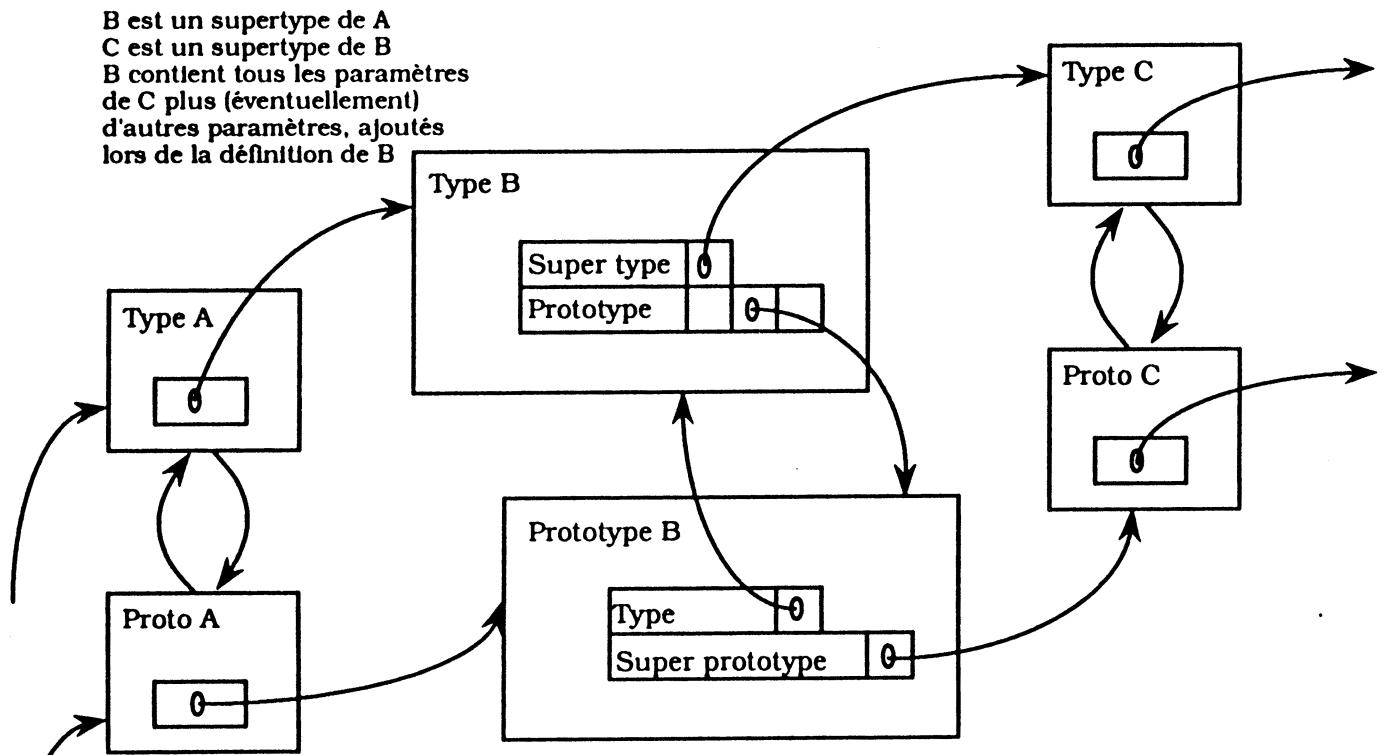 B est un supertype de A
C est un supertype de B
B contient tous les paramètres
de C plus (éventuellement)
d'autres paramètres, ajoutés
lors de la définition de B
Type C
Type B
Super type
Prototype
Type A
Proto C
Prototype B
Type
Super prototype
Proto A